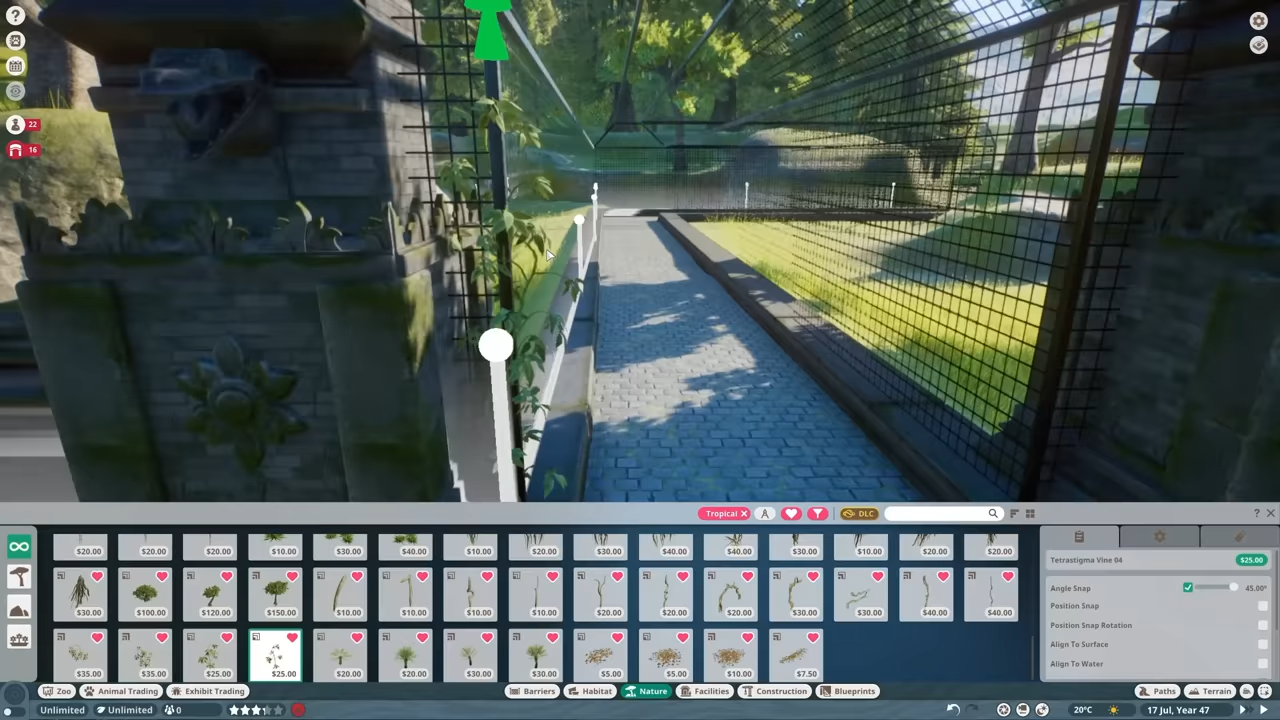 ?
22
16
Tropical ✕
DLC
? ✕
$20.00 $20.00 $20.00 $10.00 $30.00 $40.00 $10.00 $20.00 $30.00 $40.00 $40.00 $30.00 $10.00 $20.00 $20.00
$30.00 $100.00 $120.00 $150.00 $10.00 $10.00 $10.00 $10.00 $20.00 $20.00 $20.00 $30.00 $30.00 $40.00 $40.00
$35.00 $35.00 $25.00 $25.00 $20.00 $20.00 $30.00 $30.00 $5.00 $5.00 $10.00 $7.50
Tetrastigma Vine 04 $25.00
Angle Snap 45.00°
Position Snap
Position Snap Rotation
Align To Surface
Align To Water
Zoo Animal Trading Exhibit Trading Barriers Habitat Nature Facilities Construction Blueprints Paths Terrain
Unlimited Unlimited 0 20°C 17 Jul, Year 47